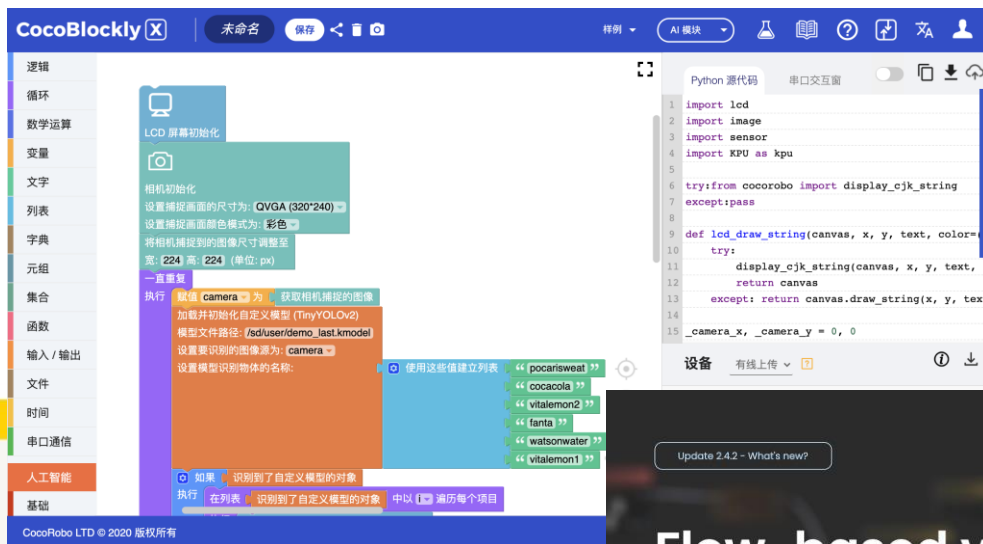 CocoBlockly X
未命名
保存
样例
AI 模块
逻辑
循环
数学运算
变量
文字
列表
字典
元组
集合
函数
输入 / 输出
文件
时间
串口通信
人工智能
基础
LCD 屏幕初始化
相机初始化
设置捕捉画面的尺寸为: QVGA (320*240)
设置捕捉画面颜色模式为: 彩色
将相机捕捉到的图像尺寸调整至
宽: 224 高: 224 (单位: px)
一直重复
执行 赋值 camera 为 获取相机捕捉的图像
加载并初始化自定义模型 (TinyYOLOv2)
模型文件路径: /sd/user/demo_last.kmodel
设置要识别的图像源为: camera
设置模型识别物体的名称: 使用这些值建立列表 “ pocarisweat ”
“ cocacola ”
“ vitalemon2 ”
“ fanta ”
“ watsonwater ”
“ vitalemon1 ”
如果 识别到了自定义模型的对象
执行 在列表 识别到了自定义模型的对象 中以 i 遍历每个项目
Python 源代码 串口交互窗
1 import lcd
2 import image
3 import sensor
4 import KPU as kpu
5
6 try:from cocorobo import display_cjk_string
7 except:pass
8
9 def lcd_draw_string(canvas, x, y, text, color=(
10 try:
11 display_cjk_string(canvas, x, y, text,
12 return canvas
13 except: return canvas.draw_string(x, y, tex
14
15 _camera_x, _camera_y = 0, 0
设备 有线上传 ?
Update 2.4.2 - What's new?
CocoRobo LTD © 2020 版权所有